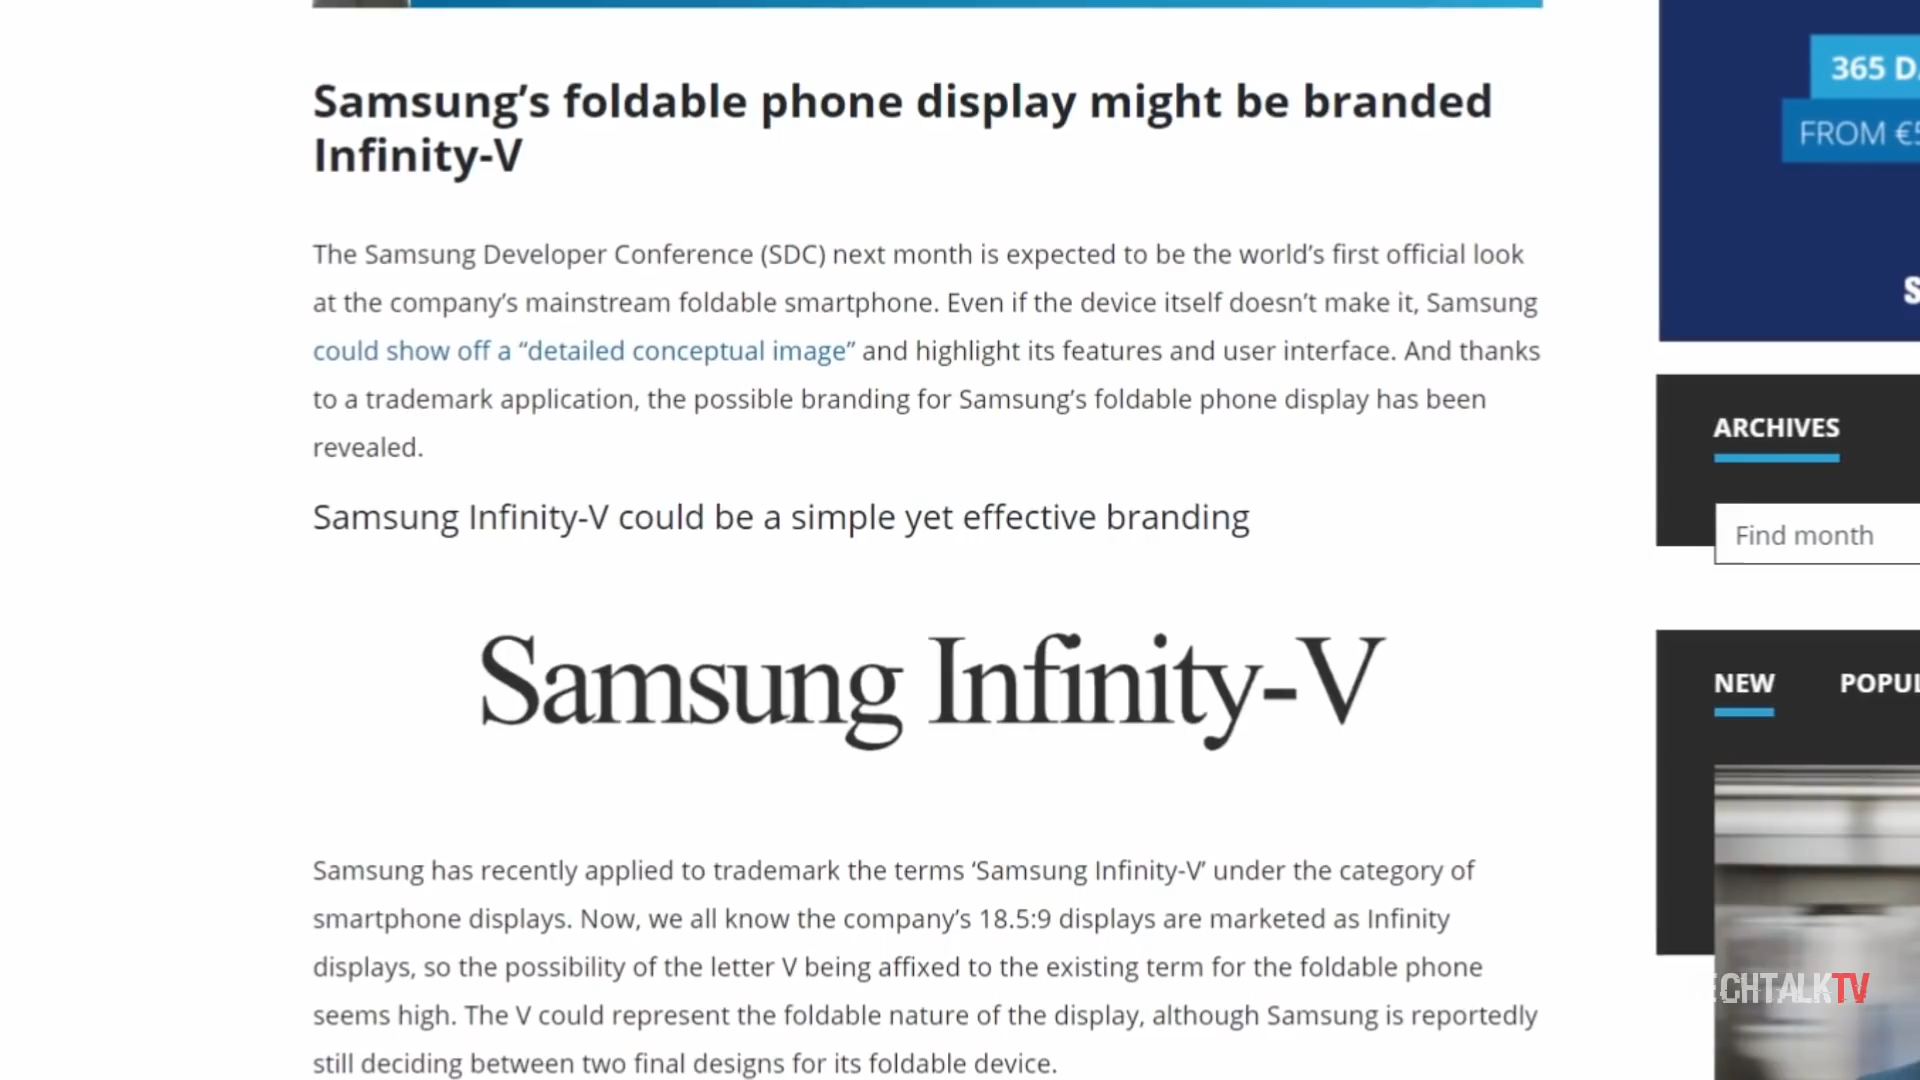 Samsung’s foldable phone display might be branded
Infinity-V
The Samsung Developer Conference (SDC) next month is expected to be the world’s first official look
at the company’s mainstream foldable smartphone. Even if the device itself doesn’t make it, Samsung
could show off a “detailed conceptual image” and highlight its features and user interface. And thanks
to a trademark application, the possible branding for Samsung’s foldable phone display has been
revealed.
Samsung Infinity-V could be a simple yet effective branding
Samsung Infinity-V
Samsung has recently applied to trademark the terms ‘Samsung Infinity-V’ under the category of
smartphone displays. Now, we all know the company’s 18.5:9 displays are marketed as Infinity
displays, so the possibility of the letter V being affixed to the existing term for the foldable phone
seems high. The V could represent the foldable nature of the display, although Samsung is reportedly
still deciding between two final designs for its foldable device.
365 D
FROM €5
S
ARCHIVES
Find month
NEW POPUL
ECHTALKTV